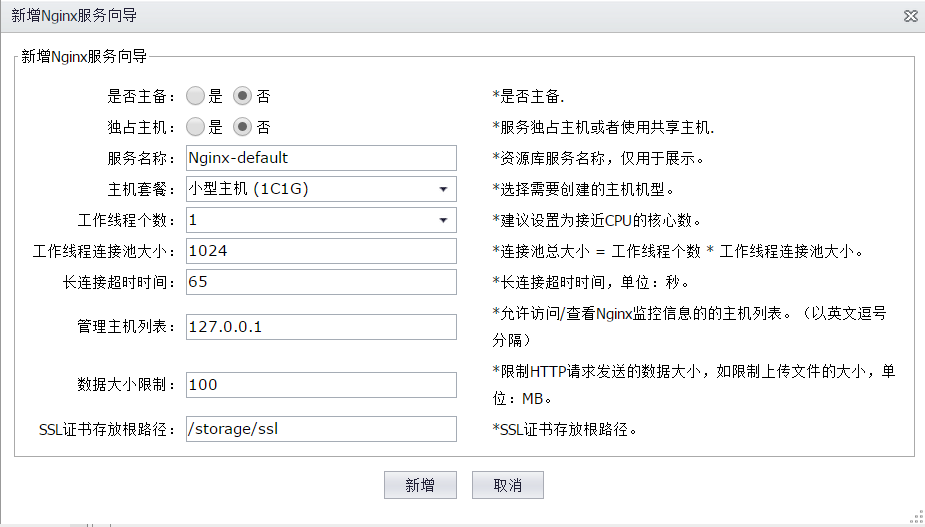 新增Nginx服务向导
新增Nginx服务向导
是否主备： 是 否 *是否主备.
独占主机： 是 否 *服务独占主机或者使用共享主机.
服务名称： Nginx-default *资源库服务名称，仅用于展示。
主机套餐： 小型主机 (1C1G) *选择需要创建的主机机型。
工作线程个数： 1 *建议设置为接近CPU的核心数。
工作线程连接池大小： 1024 *连接池总大小 = 工作线程个数 * 工作线程连接池大小。
长连接超时时间： 65 *长连接超时时间，单位：秒。
管理主机列表： 127.0.0.1 *允许访问/查看Nginx监控信息的的主机列表。（以英文逗号
分隔）
数据大小限制： 100 *限制HTTP请求发送的数据大小，如限制上传文件的大小，单
位：MB。
SSL证书存放根路径： /storage/ssl *SSL证书存放根路径。
新增 取消